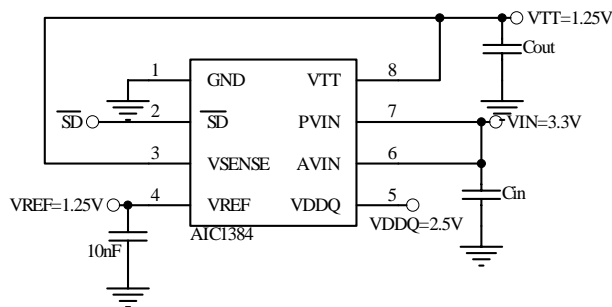 VTT=1.25V
Cout
1 GND VTT 8
SD SD 2 SD PVIN 7 VIN=3.3V
3 VSENSE AVIN 6
VREF=1.25V 4 VREF VDDQ 5
Cin
VDDQ=2.5V
AIC1384
10nF